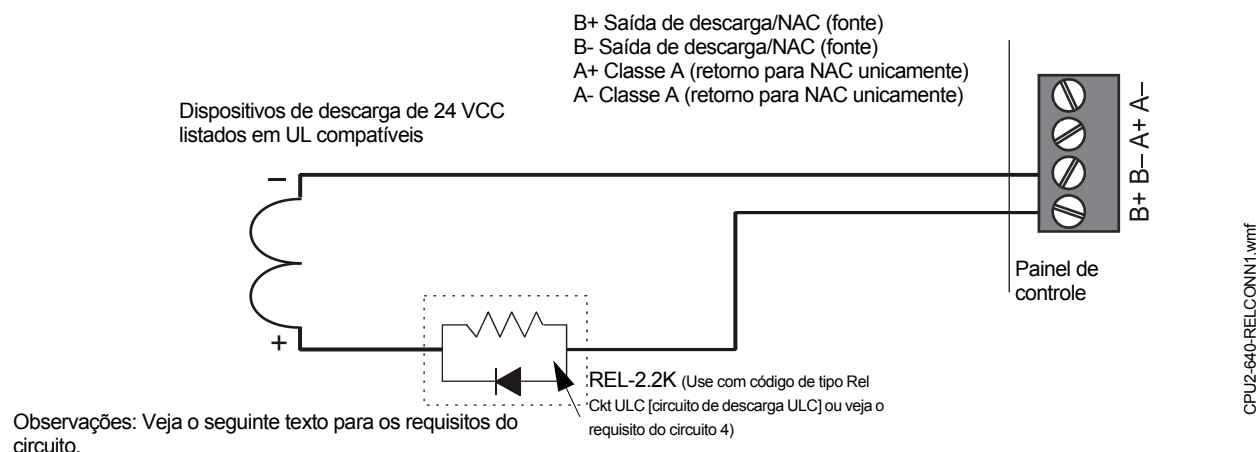 B+ Saída de descarga/NAC (fonte)
B- Saída de descarga/NAC (fonte)
A+ Classe A (retorno para NAC unicamente)
A- Classe A (retorno para NAC unicamente)
Dispositivos de descarga de 24 VCC
listados em UL compatíveis
–
+
B+ B– A+ A–
Painel de
controle
REL-2.2K (Use com código de tipo Rel
Ckt ULC [circuito de descarga ULC] ou veja o
requisito do circuito 4)
Observações: Veja o seguinte texto para os requisitos do
circuito.
CPU2-640-RELCONN1.wmf